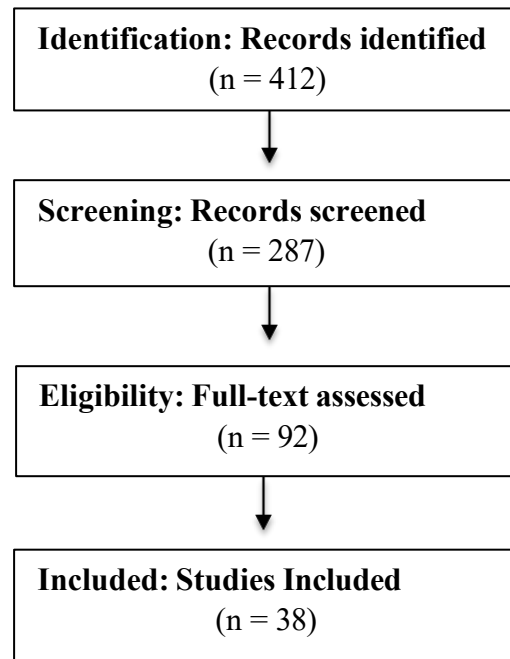 Identification: Records identified
(n = 412)
Screening: Records screened
(n = 287)
Eligibility: Full-text assessed
(n = 92)
Included: Studies Included
(n = 38)